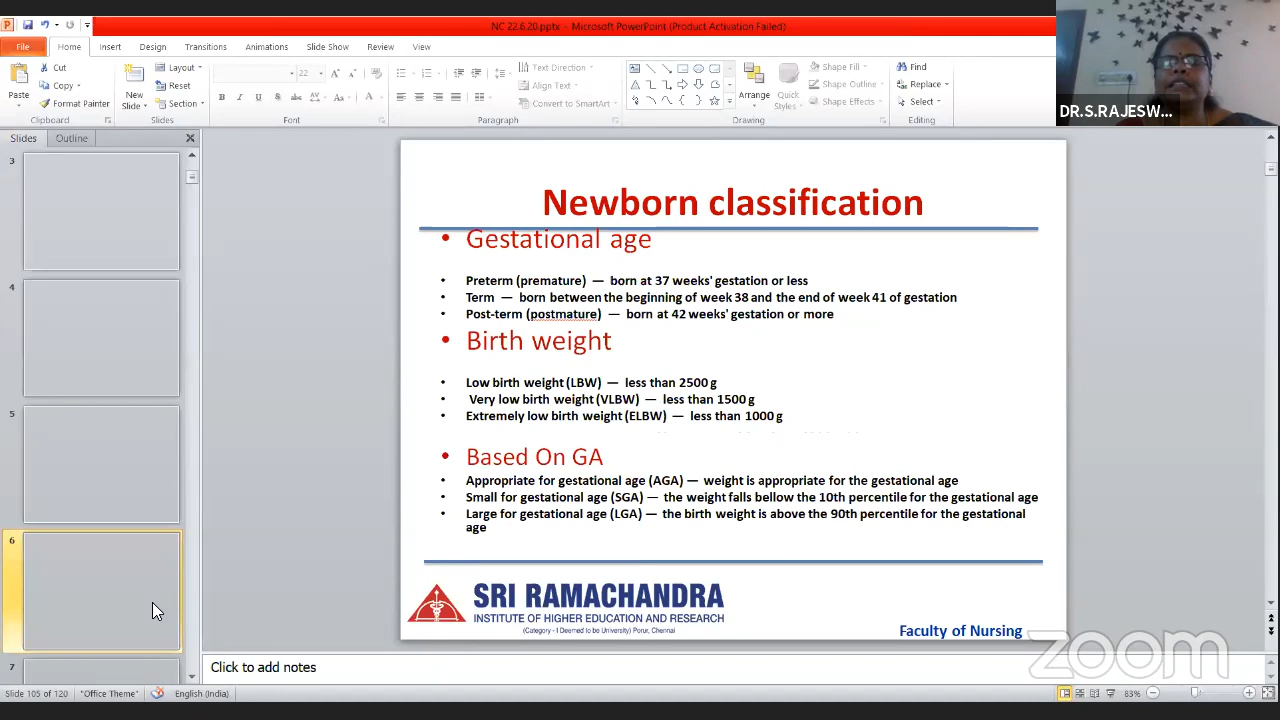 NC 22.6.20.pptx - Microsoft PowerPoint (Product Activation Failed)
File Home Insert Design Transitions Animations Slide Show Review View
Paste Cut Copy Format Painter Clipboard
New Slide Layout Reset Section Slides
22 Font
Text Direction Align Text Convert to SmartArt Paragraph
Arrange Quick Styles Shape Fill Shape Outline Shape Effects Drawing
Find Replace Select Editing
DR.S.RAJESW...
Slides Outline
3
4
5
6
7
Newborn classification
• Gestational age
• Preterm (premature) — born at 37 weeks' gestation or less
• Term — born between the beginning of week 38 and the end of week 41 of gestation
• Post-term (postmature) — born at 42 weeks' gestation or more
• Birth weight
• Low birth weight (LBW) — less than 2500 g
• Very low birth weight (VLBW) — less than 1500 g
• Extremely low birth weight (ELBW) — less than 1000 g
• Based On GA
• Appropriate for gestational age (AGA) — weight is appropriate for the gestational age
• Small for gestational age (SGA) — the weight falls bellow the 10th percentile for the gestational age
• Large for gestational age (LGA) — the birth weight is above the 90th percentile for the gestational
age
SRI RAMACHANDRA
INSTITUTE OF HIGHER EDUCATION AND RESEARCH
(Category - I Deemed to be University) Porur, Chennai
Faculty of Nursing
zoom
Click to add notes
Slide 105 of 120 "Office Theme" English (India) 83%